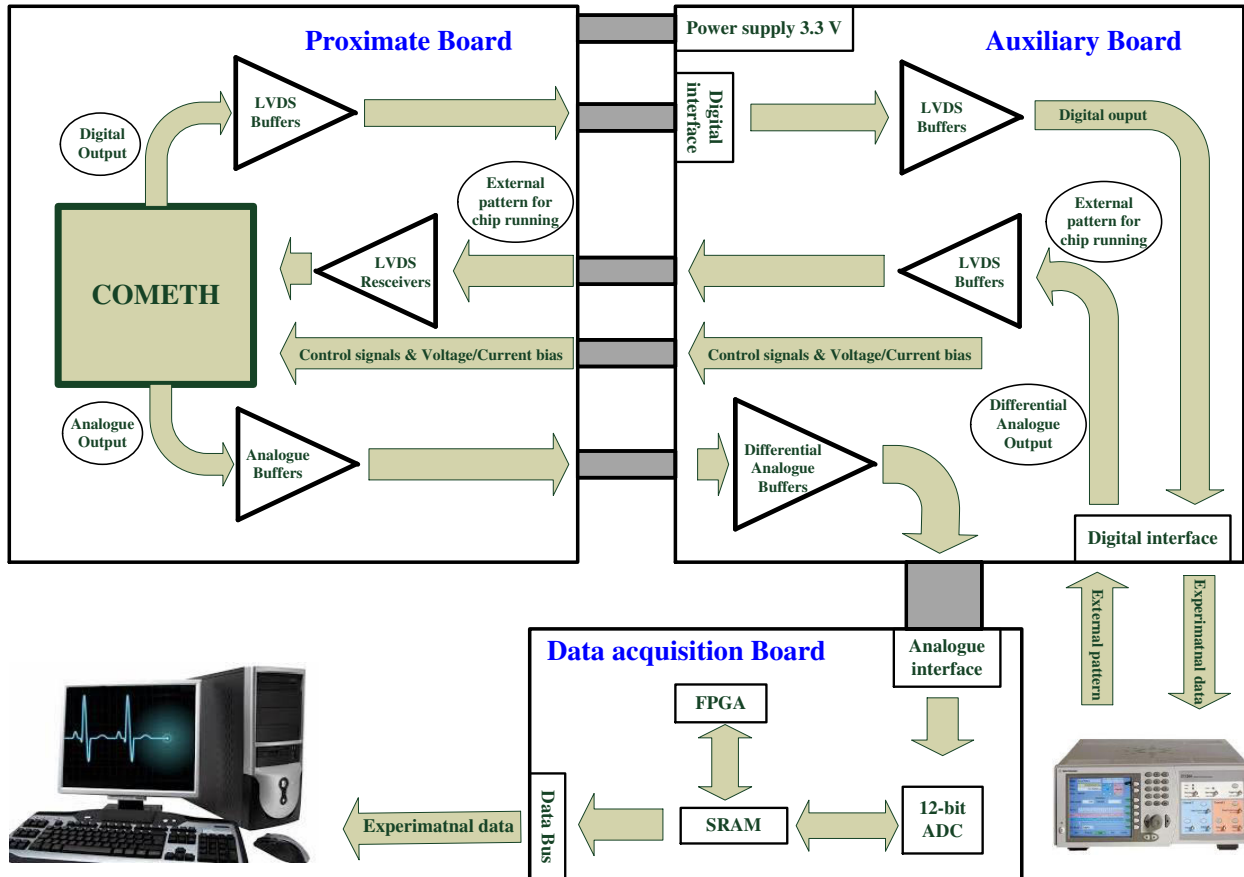 Proximate Board
Power supply 3.3 V
Auxiliary Board
LVDS
Buffers
Digital
Output
Digital
interface
LVDS
Buffers
Digital ouput
External
pattern for
chip running
External
pattern for
chip running
COMETH
LVDS
Resceivers
LVDS
Buffers
Control signals & Voltage/Current bias
Control signals & Voltage/Current bias
Analogue
Output
Analogue
Buffers
Differential
Analogue
Buffers
Differential
Analogue
Output
Digital interface
External pattern
Experimatnal data
Data acquisition Board
Analogue
interface
FPGA
SRAM
12-bit
ADC
Data Bus
Experimatnal data